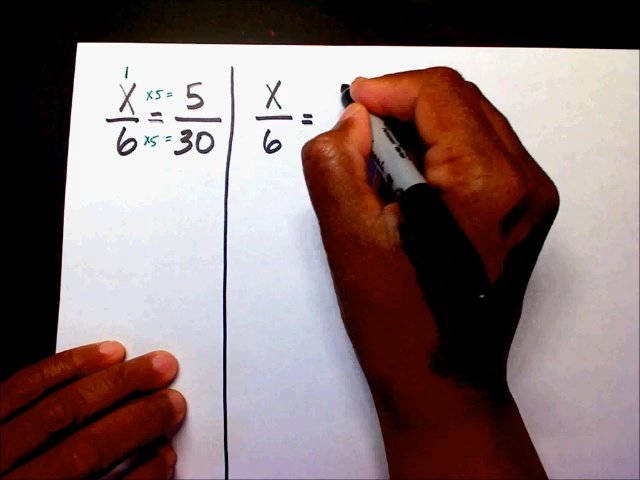 1
X ×5 = 5
6 ×5 = 30
=
X
6 =